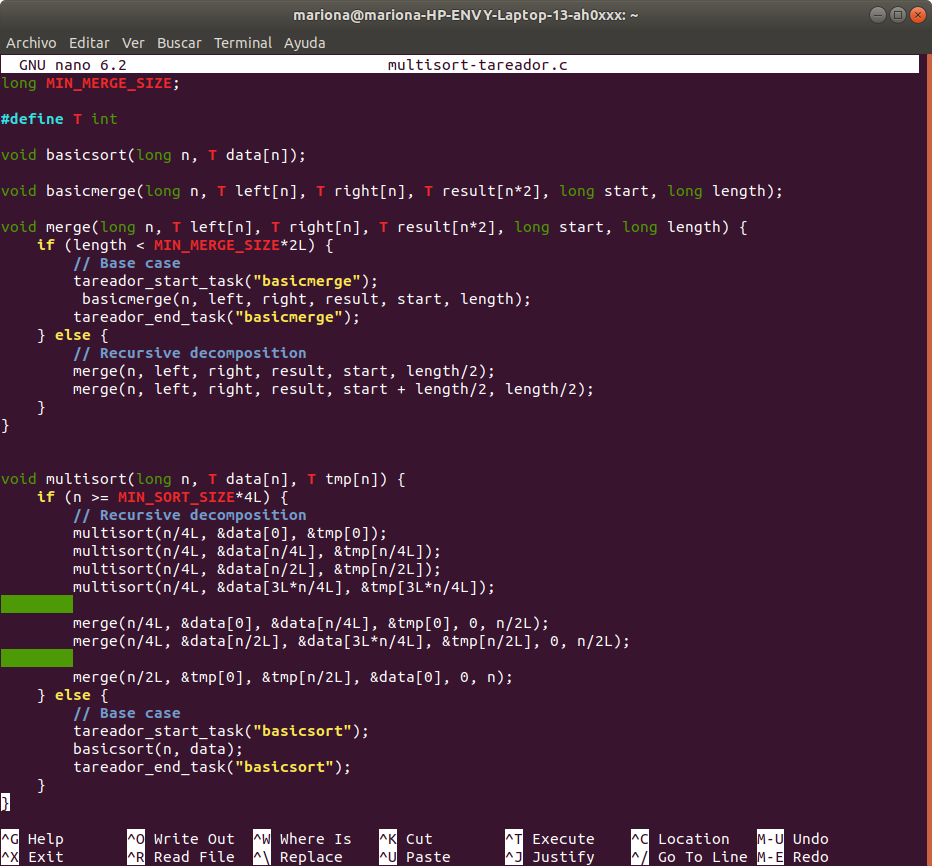 mariona@mariona-HP-ENVY-Laptop-13-ah0xxx: ~
Archivo Editar Ver Buscar Terminal Ayuda
GNU nano 6.2 multisort-tareador.c
long MIN_MERGE_SIZE;
#define T int
void basicsort(long n, T data[n]);
void basicmerge(long n, T left[n], T right[n], T result[n*2], long start, long length);
void merge(long n, T left[n], T right[n], T result[n*2], long start, long length) {
    if (length < MIN_MERGE_SIZE*2L) {
        // Base case
        tareador_start_task("basicmerge");
         basicmerge(n, left, right, result, start, length);
        tareador_end_task("basicmerge");
    } else {
        // Recursive decomposition
        merge(n, left, right, result, start, length/2);
        merge(n, left, right, result, start + length/2, length/2);
    }
}
void multisort(long n, T data[n], T tmp[n]) {
    if (n >= MIN_SORT_SIZE*4L) {
        // Recursive decomposition
        multisort(n/4L, &data[0], &tmp[0]);
        multisort(n/4L, &data[n/4L], &tmp[n/4L]);
        multisort(n/4L, &data[n/2L], &tmp[n/2L]);
        multisort(n/4L, &data[3L*n/4L], &tmp[3L*n/4L]);
        merge(n/4L, &data[0], &data[n/4L], &tmp[0], 0, n/2L);
        merge(n/4L, &data[n/2L], &data[3L*n/4L], &tmp[n/2L], 0, n/2L);
        merge(n/2L, &tmp[0], &tmp[n/2L], &data[0], 0, n);
    } else {
        // Base case
        tareador_start_task("basicsort");
        basicsort(n, data);
        tareador_end_task("basicsort");
    }
}
^G Help ^O Write Out ^W Where Is ^K Cut ^T Execute ^C Location M-U Undo
^X Exit ^R Read File ^\ Replace ^U Paste ^J Justify ^/ Go To Line M-E Redo